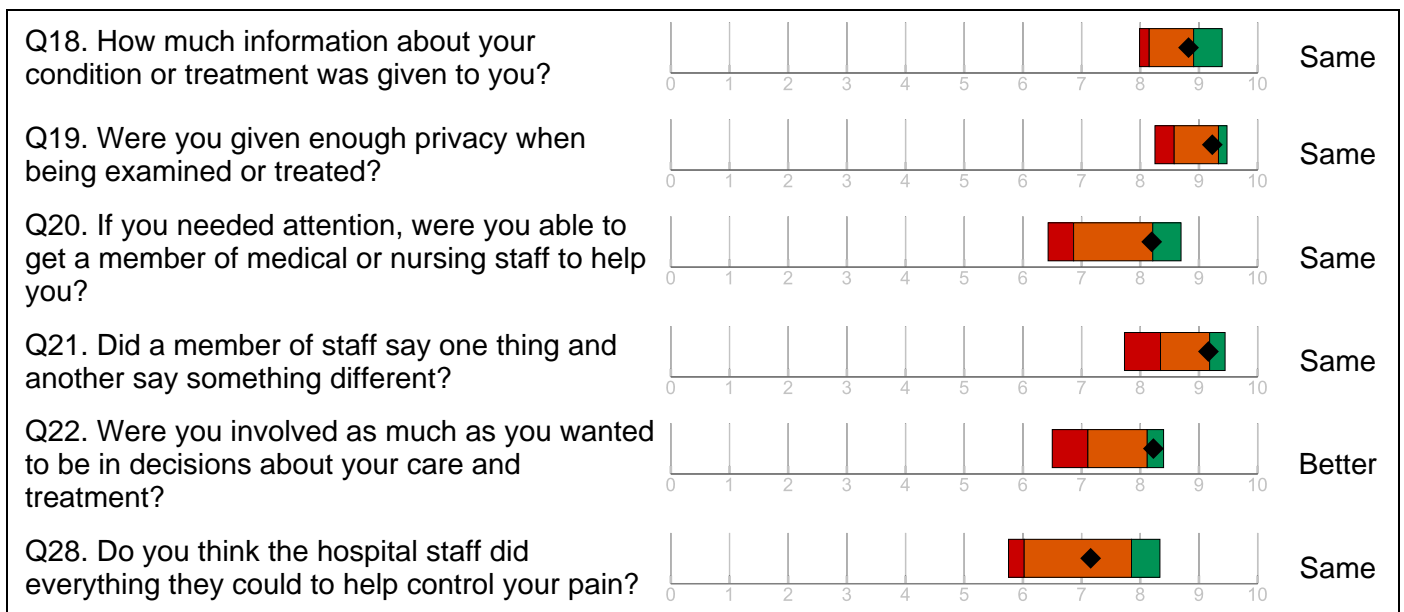 Q18. How much information about your
condition or treatment was given to you?
0 1 2 3 4 5 6 7 8 9 10
Same
Q19. Were you given enough privacy when
being examined or treated?
0 1 2 3 4 5 6 7 8 9 10
Same
Q20. If you needed attention, were you able to
get a member of medical or nursing staff to help
you?
0 1 2 3 4 5 6 7 8 9 10
Same
Q21. Did a member of staff say one thing and
another say something different?
0 1 2 3 4 5 6 7 8 9 10
Same
Q22. Were you involved as much as you wanted
to be in decisions about your care and
treatment?
0 1 2 3 4 5 6 7 8 9 10
Better
Q28. Do you think the hospital staff did
everything they could to help control your pain?
0 1 2 3 4 5 6 7 8 9 10
Same